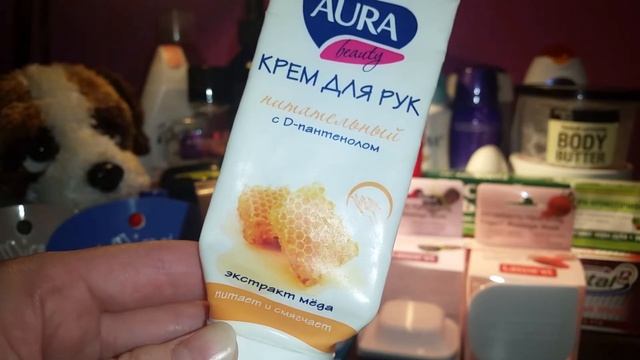 AURA
beauty
КРЕМ ДЛЯ РУК
питательный
с D-пантенолом
экстракт мёда
питает и смягчает
BODY
BUTTER